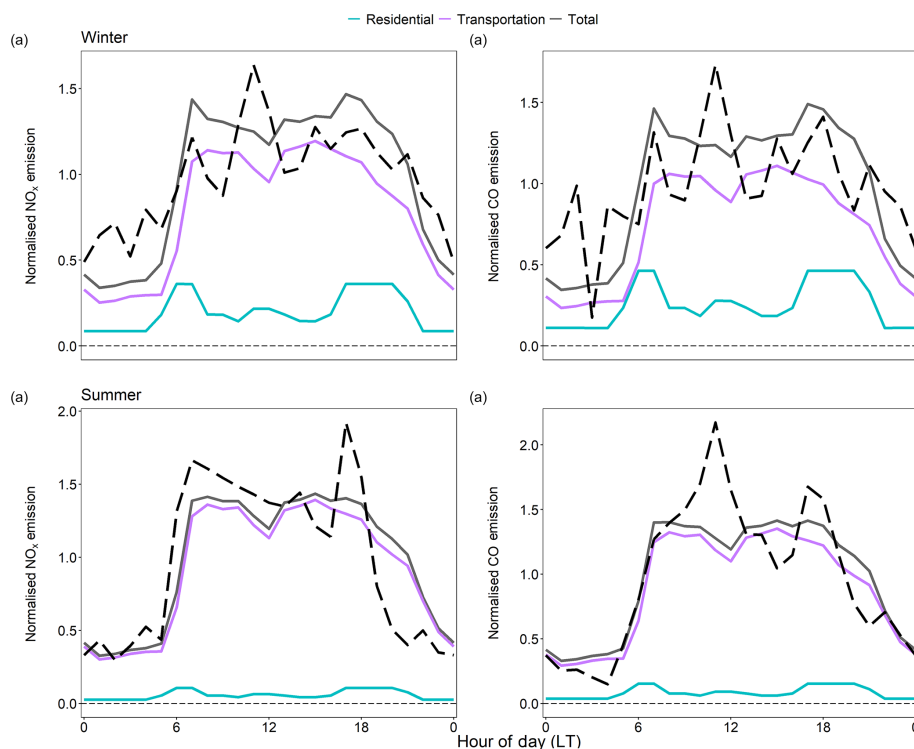 Residential Transportation Total
(a) Winter (a)
Normalised NOx emission
1.5
1.0
0.5
0.0
Normalised CO emission
1.5
1.0
0.5
0.0
(a) Summer (a)
Normalised NOx emission
2.0
1.5
1.0
0.5
0.0
Normalised CO emission
2.0
1.5
1.0
0.5
0.0
0 6 12 18 0 6 12 18 0
Hour of day (LT)